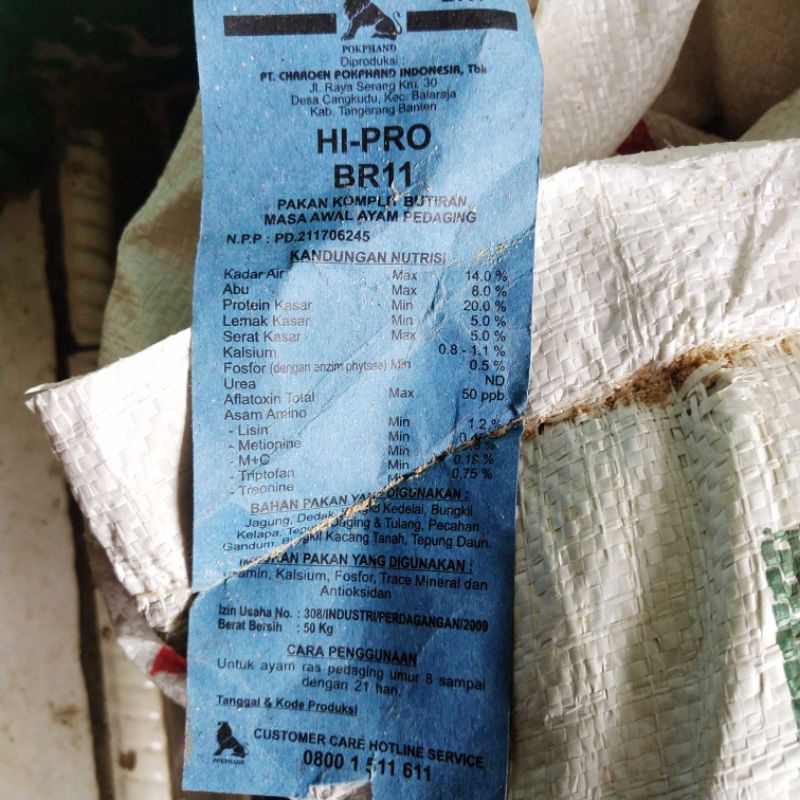 POKPHAND
Diproduksi :
PT. CHAROEN POKPHAND INDONESIA, Tbk
Jl. Raya Serang Km. 30
Desa Cangkudu, Kec. Balaraja
Kab. Tangerang Banten
HI-PRO
BR11
PAKAN KOMPLIT BUTIRAN
MASA AWAL AYAM PEDAGING
N.P.P : PD.211706245
KANDUNGAN NUTRISI
Kadar Air Max 14.0 %
Abu Max 8.0 %
Protein Kasar Min 20.0 %
Lemak Kasar Min 5.0 %
Serat Kasar Max 5.0 %
Kalsium 0.8 - 1.1 %
Fosfor (dengan enzim phytase) Min 0.5 %
Urea ND
Aflatoxin Total Max 50 ppb
Asam Amino
- Lisin Min 1.2 %
- Metionine Min
- M+C Min
- Triptofan Min 0.19 %
- Treonine Min 0.75 %
BAHAN PAKAN YANG DIGUNAKAN :
Jagung, Dedak, Kedelai, Bungkil
Kelapa, Tepung Daging & Tulang, Pecahan
Gandum, Bungkil Kacang Tanah, Tepung Daun.
PAKAN YANG DIGUNAKAN :
Vitamin, Kalsium, Fosfor, Trace Mineral dan
Antioksidan
Izin Usaha No. : 308/INDUSTRI/PERDAGANGAN/2009
Berat Bersih : 50 Kg
CARA PENGGUNAAN
Untuk ayam ras pedaging umur 8 sampai
dengan 21 hari.
Tanggal & Kode Produksi
CUSTOMER CARE HOTLINE SERVICE
0800 1 511 611
POKPHAND